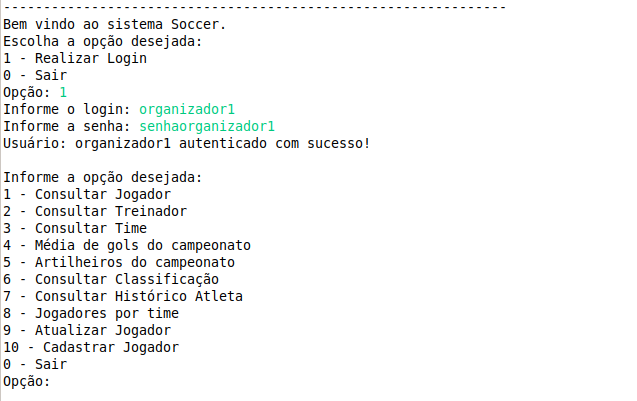 ---------------------------------------------------------------
Bem vindo ao sistema Soccer.
Escolha a opção desejada:
1 - Realizar Login
0 - Sair
Opção: 1
Informe o login: organizador1
Informe a senha: senhaorganizador1
Usuário: organizador1 autenticado com sucesso!

Informe a opção desejada:
1 - Consultar Jogador
2 - Consultar Treinador
3 - Consultar Time
4 - Média de gols do campeonato
5 - Artilheiros do campeonato
6 - Consultar Classificação
7 - Consultar Histórico Atleta
8 - Jogadores por time
9 - Atualizar Jogador
10 - Cadastrar Jogador
0 - Sair
Opção: